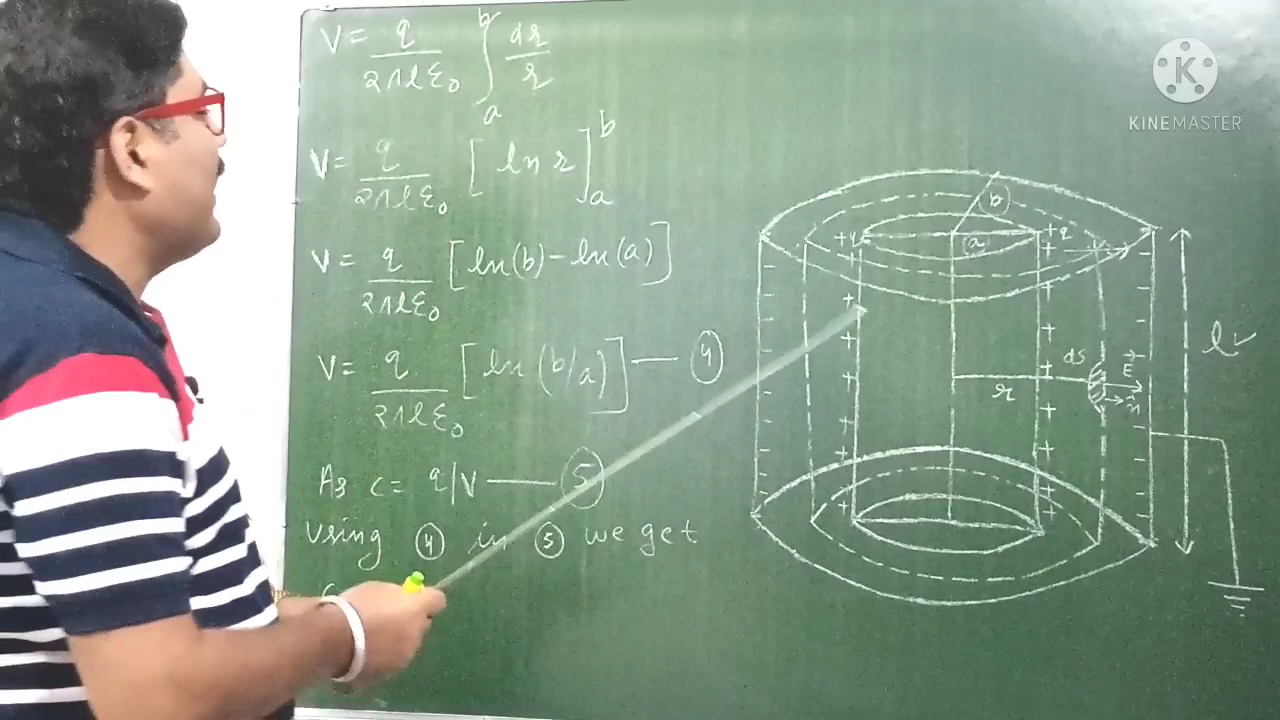 V = q/2πlε₀ ∫ₐᵇ dr/r
V = q/2πlε₀ [ln r]ₐᵇ
V = q/2πlε₀ [ln(b) - ln(a)]
V = q/2πlε₀ [ln (b/a)] — 4
As c = q/V — 5
Using 4 in 5 we get
C
K
KINEMASTER
b
+q
a
+q
l
ds
E
r
n̂